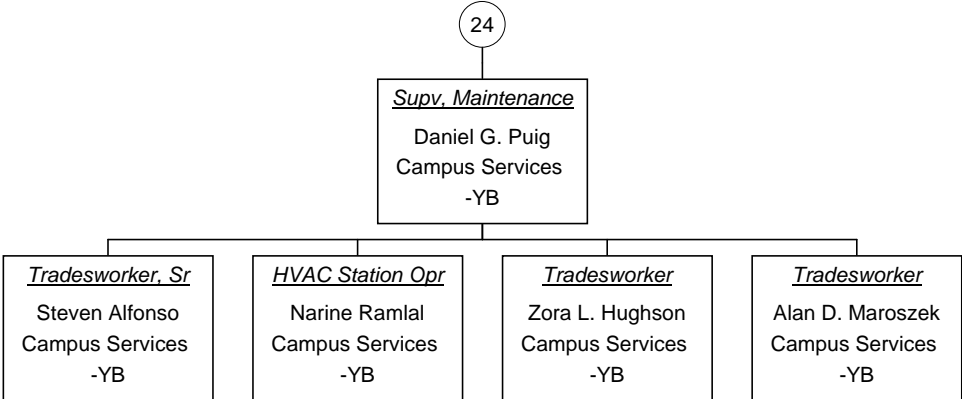 24
Supv, Maintenance
Daniel G. Puig
Campus Services
-YB
Tradesworker, Sr
Steven Alfonso
Campus Services
-YB
HVAC Station Opr
Narine Ramlal
Campus Services
-YB
Tradesworker
Zora L. Hughson
Campus Services
-YB
Tradesworker
Alan D. Maroszek
Campus Services
-YB